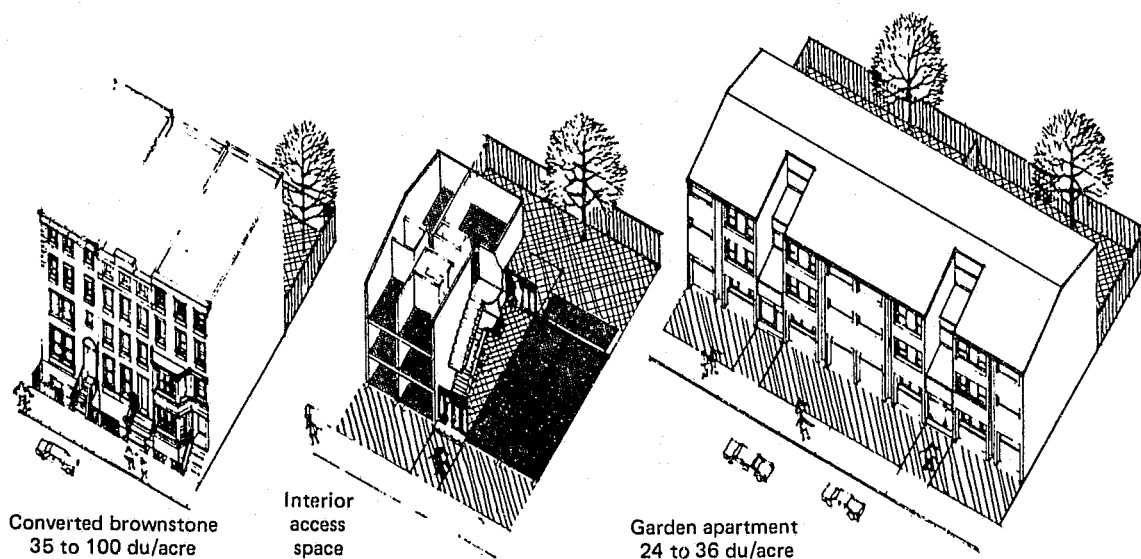 Converted brownstone
35 to 100 du/acre
Interior
access
space
Garden apartment
24 to 36 du/acre